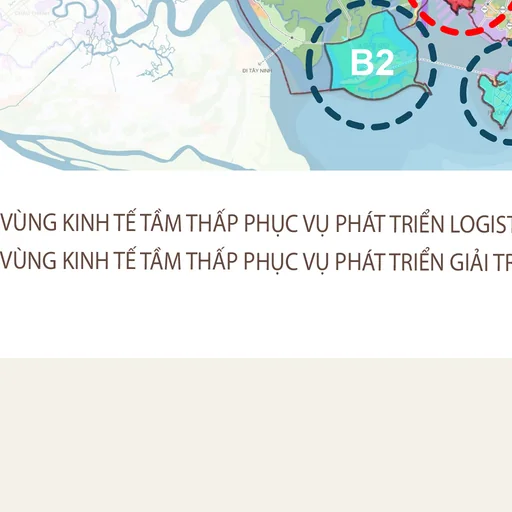 B2
ĐI TÂY NINH
VÙNG KINH TẾ TẦM THẤP PHỤC VỤ PHÁT TRIỂN LOGIST
VÙNG KINH TẾ TẦM THẤP PHỤC VỤ PHÁT TRIỂN GIẢI TR